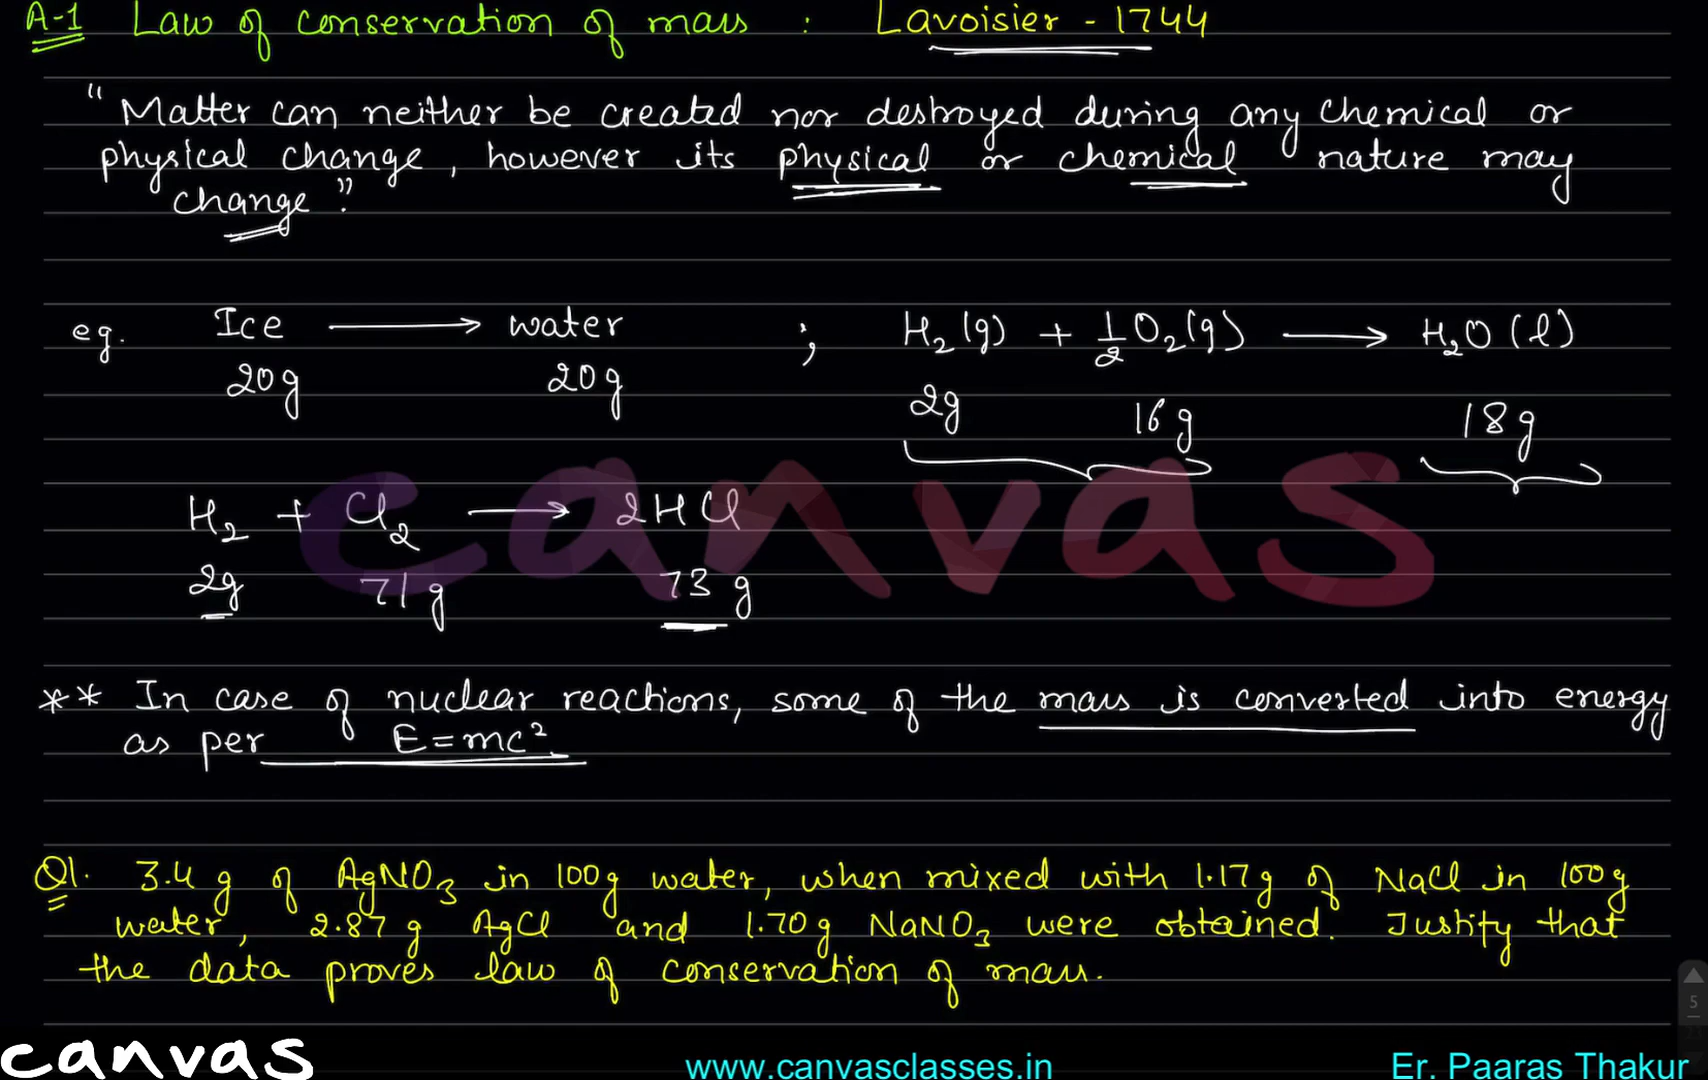 A-1 Law of conservation of mass : Lavoisier - 1744
"Matter can neither be created nor destroyed during any chemical or
physical change, however its physical or chemical nature may
change".
eg. Ice ⟶ water ; H₂(g) + 1/2 O₂(g) ⟶ H₂O(l)
20g 20g 2g 16g 18g
H₂ + Cl₂ ⟶ 2HCl
2g 71g 73g
canvas
** In case of nuclear reactions, some of the mass is converted into energy
as per E=mc²
Q1. 3.4 g of AgNO₃ in 100g water, when mixed with 1.17g of NaCl in 100g
water, 2.87g AgCl and 1.70g NaNO₃ were obtained. Justify that
the data proves law of conservation of mass.
5
canvas www.canvasclasses.in Er. Paaras Thakur